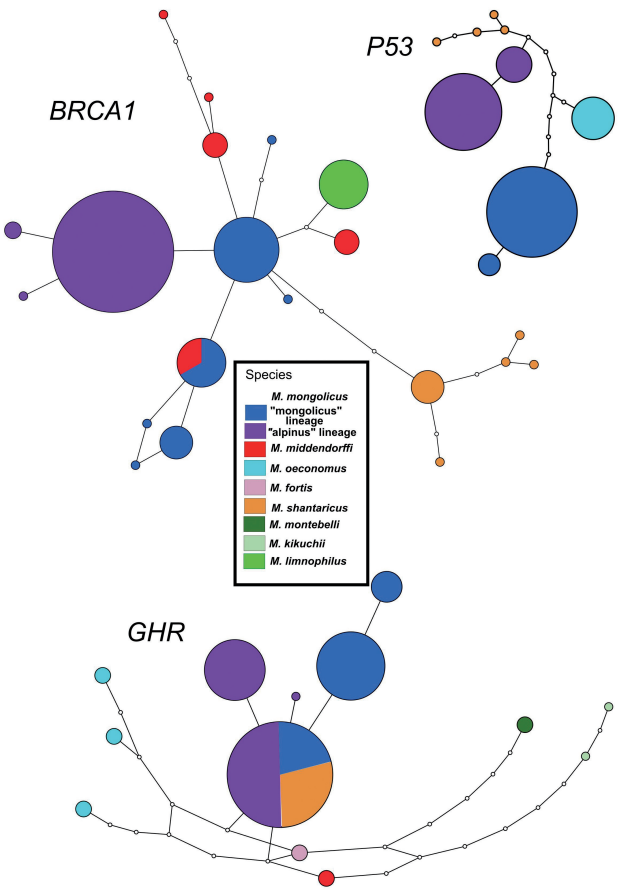 P53
BRCA1
Species
M. mongolicus
"mongolicus"
lineage
"alpinus" lineage
M. middendorffi
M. oeconomus
M. fortis
M. shantaricus
M. montebelli
M. kikuchii
M. limnophilus
GHR